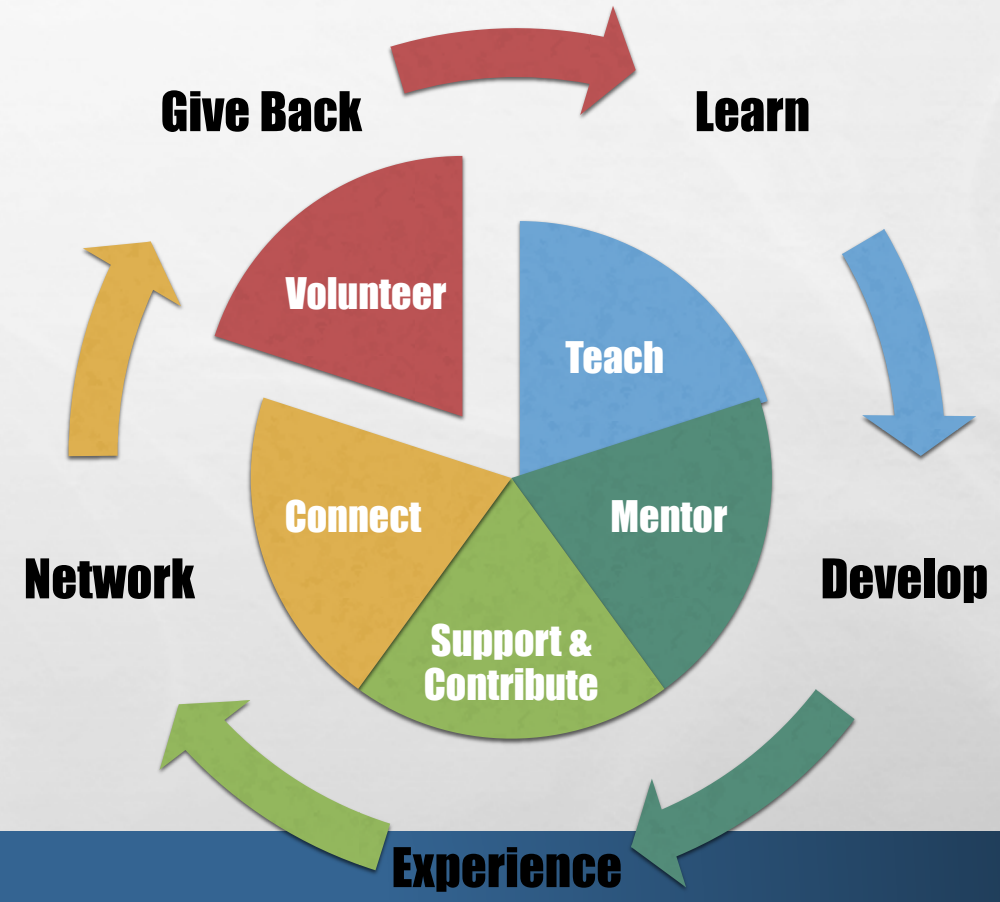 Give Back
Learn
Volunteer
Teach
Connect
Mentor
Network
Develop
Support &
Contribute
Experience